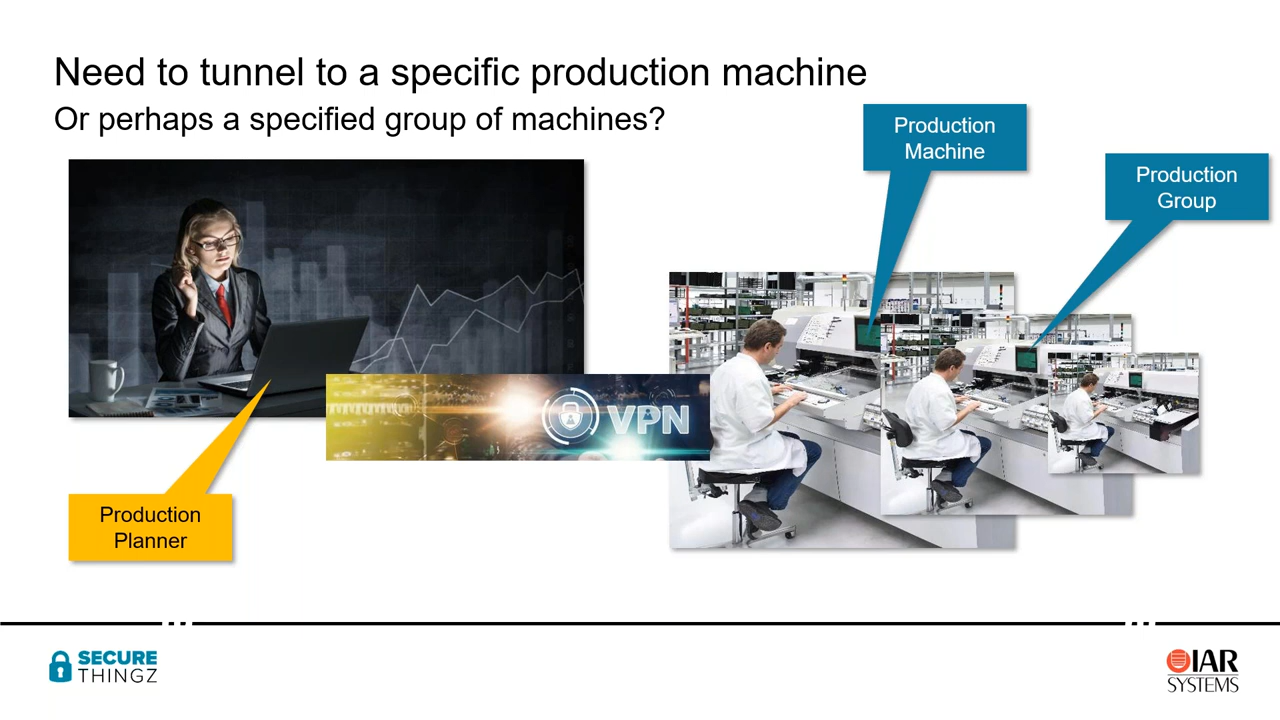 Need to tunnel to a specific production machine
Or perhaps a specified group of machines?
Production
Machine
Production
Group
VPN
Production
Planner
SECURE
THINGZ
IAR
SYSTEMS